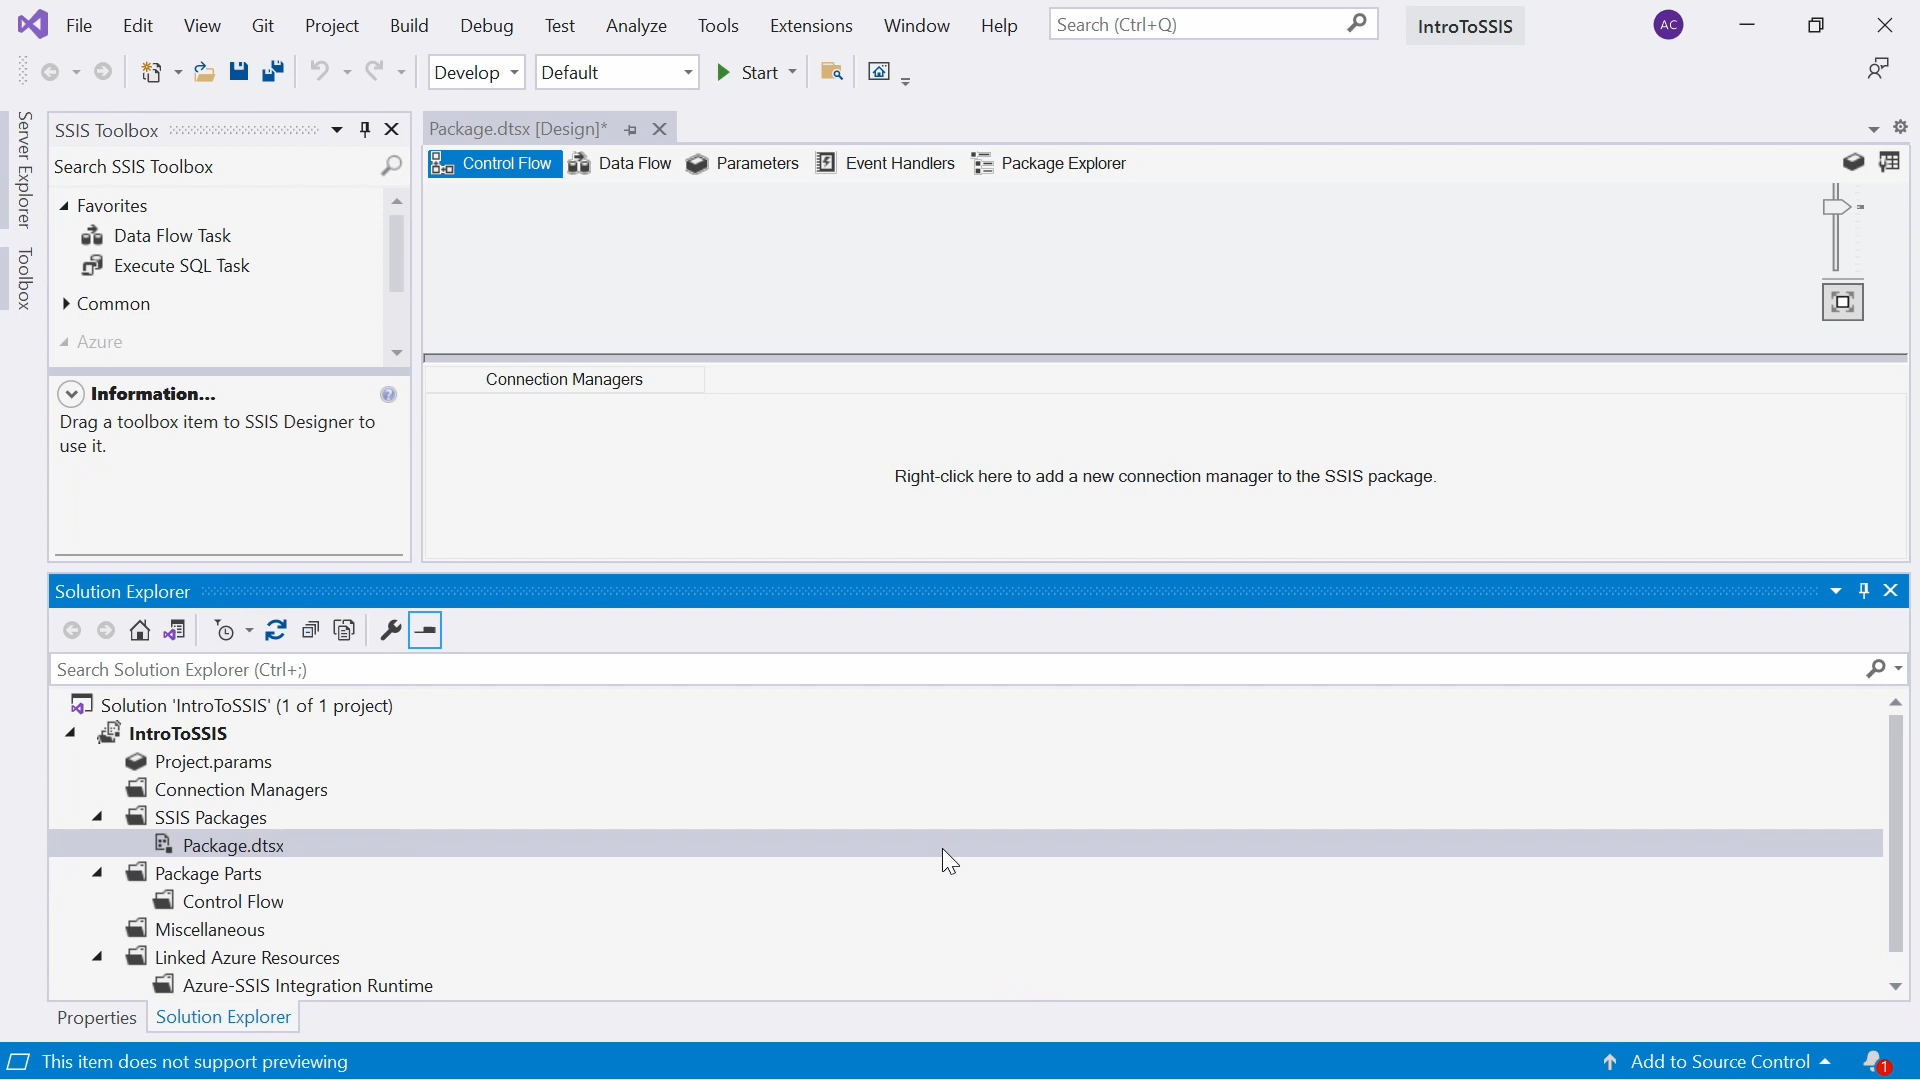 File Edit View Git Project Build Debug Test Analyze Tools Extensions Window Help Search (Ctrl+Q) IntroToSSIS AC
Develop Default Start
Server Explorer
Toolbox
SSIS Toolbox
Search SSIS Toolbox
Favorites
Data Flow Task
Execute SQL Task
Common
Azure
Information...
Drag a toolbox item to SSIS Designer to
use it.
Package.dtsx [Design]*
Control Flow Data Flow Parameters Event Handlers Package Explorer
Connection Managers
Right-click here to add a new connection manager to the SSIS package.
Solution Explorer
Search Solution Explorer (Ctrl+;)
Solution 'IntroToSSIS' (1 of 1 project)
IntroToSSIS
Project.params
Connection Managers
SSIS Packages
Package.dtsx
Package Parts
Control Flow
Miscellaneous
Linked Azure Resources
Azure-SSIS Integration Runtime
Properties Solution Explorer
This item does not support previewing Add to Source Control 1